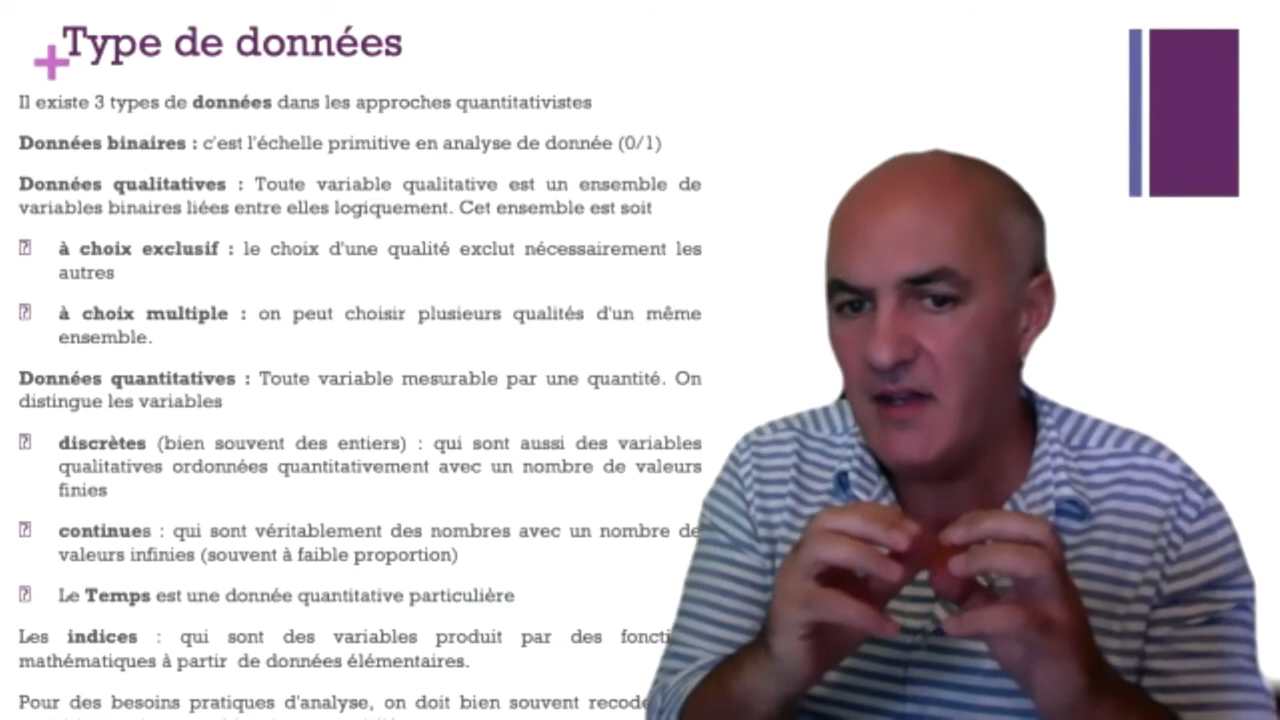 Type de données
Il existe 3 types de données dans les approches quantitativistes
Données binaires : c'est l'échelle primitive en analyse de donnée (0/1)
Données qualitatives : Toute variable qualitative est un ensemble de
variables binaires liées entre elles logiquement. Cet ensemble est soit
à choix exclusif : le choix d'une qualité exclut nécessairement les
autres
à choix multiple : on peut choisir plusieurs qualités d'un même
ensemble.
Données quantitatives : Toute variable mesurable par une quantité. On
distingue les variables
discrètes (bien souvent des entiers) : qui sont aussi des variables
qualitatives ordonnées quantitativement avec un nombre de valeurs
finies
continues : qui sont véritablement des nombres avec un nombre de
valeurs infinies (souvent à faible proportion)
Le Temps est une donnée quantitative particulière
Les indices : qui sont des variables produit par des
mathématiques à partir de données élémentaires.
Pour des besoins pratiques d'analyse, on doit bien souvent